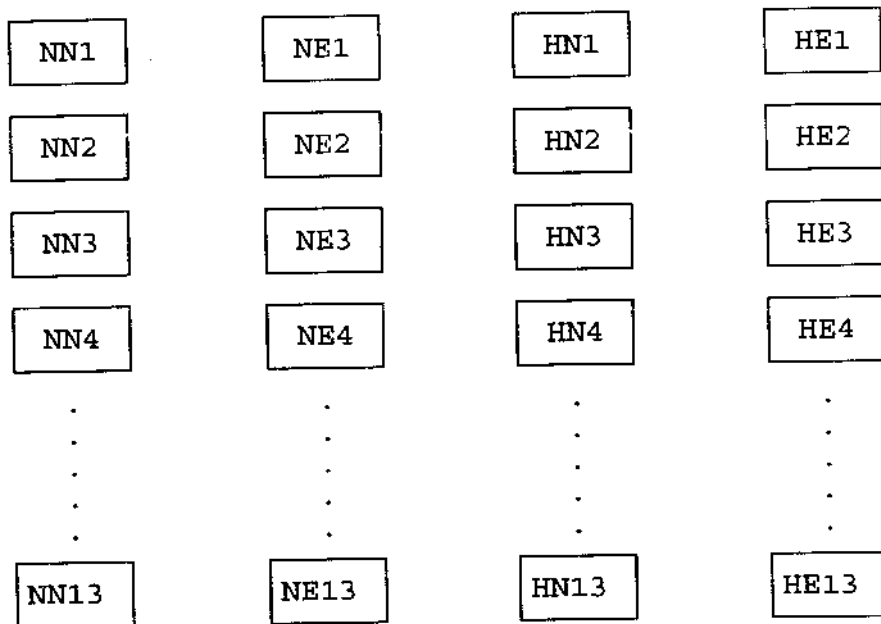 NN1 NE1 HN1 HE1
NN2 NE2 HN2 HE2
NN3 NE3 HN3 HE3
NN4 NE4 HN4 HE4
NN13 NE13 HN13 HE13